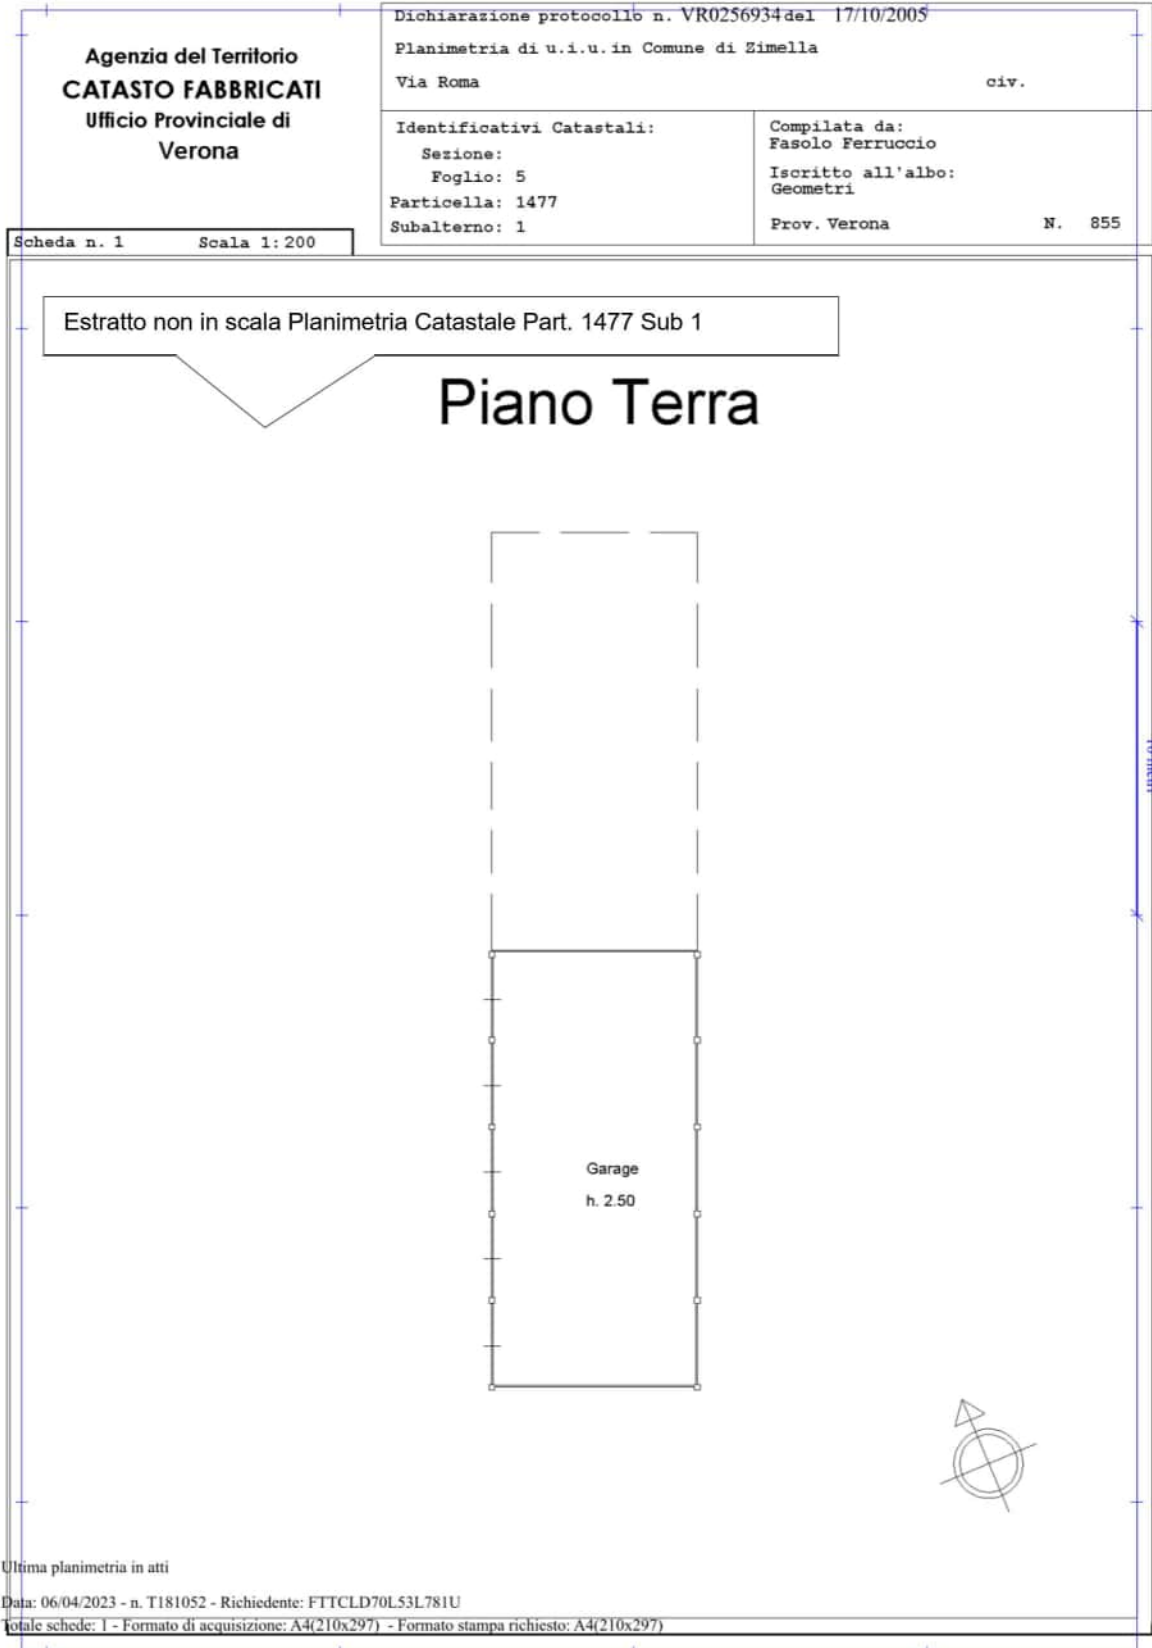 Agenzia del Territorio
CATASTO FABBRICATI
Ufficio Provinciale di
Verona
Dichiarazione protocollo n. VR0256934 del 17/10/2005
Planimetria di u.i.u. in Comune di Zimella
Via Roma civ.
Identificativi Catastali:
Sezione:
Foglio: 5
Particella: 1477
Subalterno: 1
Compilata da:
Fasolo Ferruccio
Iscritto all'albo:
Geometri
Prov. Verona N. 855
Scheda n. 1 Scala 1:200
Estratto non in scala Planimetria Catastale Part. 1477 Sub 1
Piano Terra
Garage
h. 2.50
Ultima planimetria in atti
Data: 06/04/2023 - n. T181052 - Richiedente: FTTCLD70L53L781U
Totale schede: 1 - Formato di acquisizione: A4(210x297) - Formato stampa richiesto: A4(210x297)